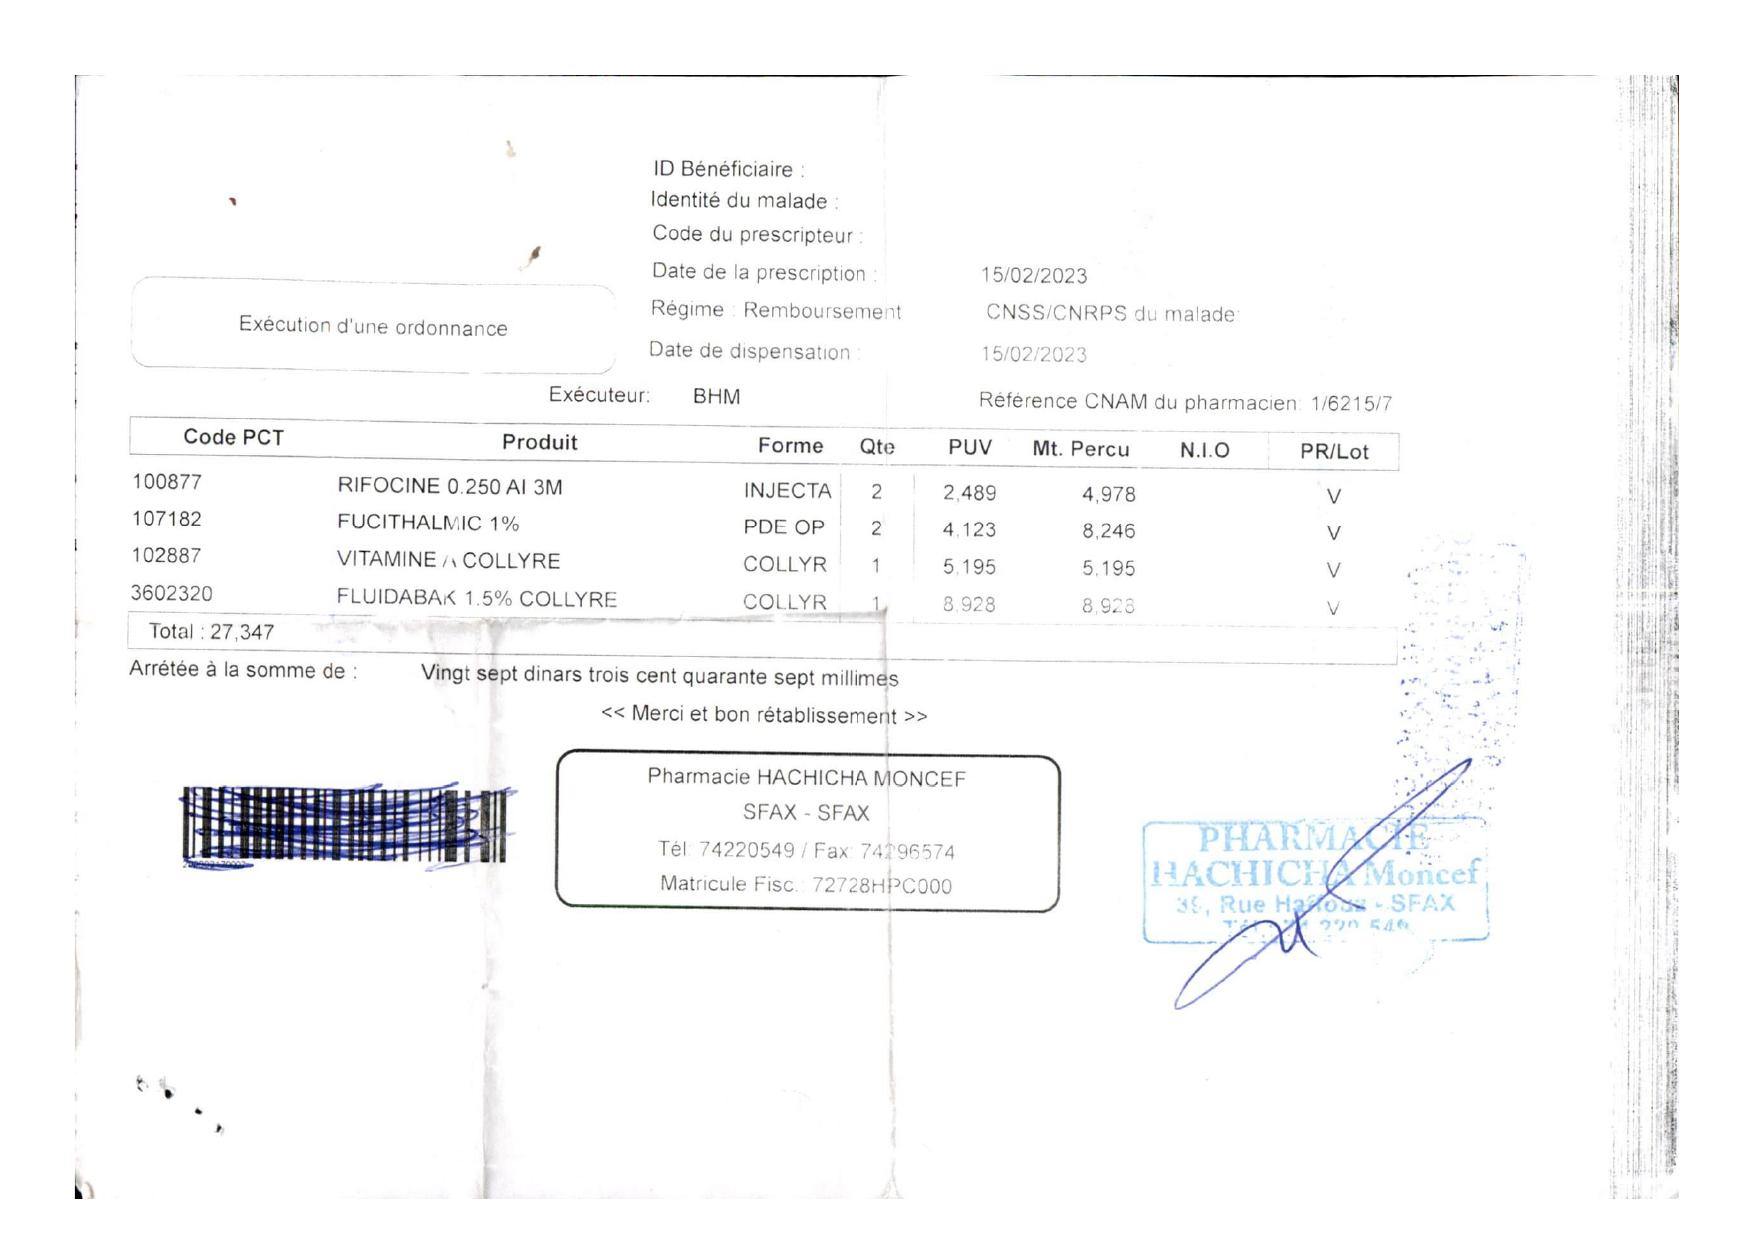 ID Bénéficiaire :
Identité du malade :
Code du prescripteur :
Date de la prescription : 15/02/2023
Exécution d'une ordonnance
Régime : Remboursement CNSS/CNRPS du malade:
Date de dispensation : 15/02/2023
Exécuteur: BHM Référence CNAM du pharmacien: 1/6215/7
Code PCT Produit Forme Qte PUV Mt. Percu N.I.O PR/Lot
100877 RIFOCINE 0.250 AI 3M INJECTA 2 2,489 4,978 V
107182 FUCITHALMIC 1% PDE OP 2 4,123 8,246 V
102887 VITAMINE A COLLYRE COLLYR 1 5,195 5,195 V
3602320 FLUIDABAK 1.5% COLLYRE COLLYR 1 8,928 8,928 V
Total : 27,347
Arrétée à la somme de : Vingt sept dinars trois cent quarante sept millimes
<< Merci et bon rétablissement >>
Pharmacie HACHICHA MONCEF
SFAX - SFAX
Tél: 74220549 / Fax: 74296574
Matricule Fisc.: 72728HPC000
PHARMACIE
HACHICHA Moncef
39, Rue Haffouz - SFAX
Tél. 74 220 549